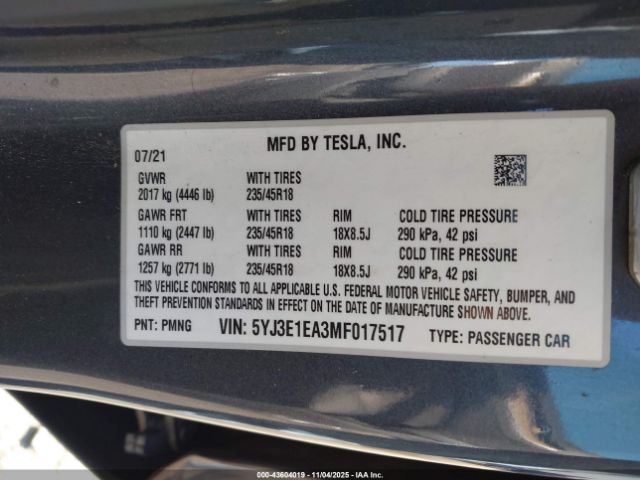 MFD BY TESLA, INC.
07/21
GVWR WITH TIRES
2017 kg (4446 lb) 235/45R18
GAWR FRT WITH TIRES RIM COLD TIRE PRESSURE
1110 kg (2447 lb) 235/45R18 18X8.5J 290 kPa, 42 psi
GAWR RR WITH TIRES RIM COLD TIRE PRESSURE
1257 kg (2771 lb) 235/45R18 18X8.5J 290 kPa, 42 psi
THIS VEHICLE CONFORMS TO ALL APPLICABLE U.S. FEDERAL MOTOR VEHICLE SAFETY, BUMPER, AND
THEFT PREVENTION STANDARDS IN EFFECT ON THE DATE OF MANUFACTURE SHOWN ABOVE.
PNT: PMNG VIN: 5YJ3E1EA3MF017517 TYPE: PASSENGER CAR
000-43604019 - 11/04/2025 - © IAA Inc.